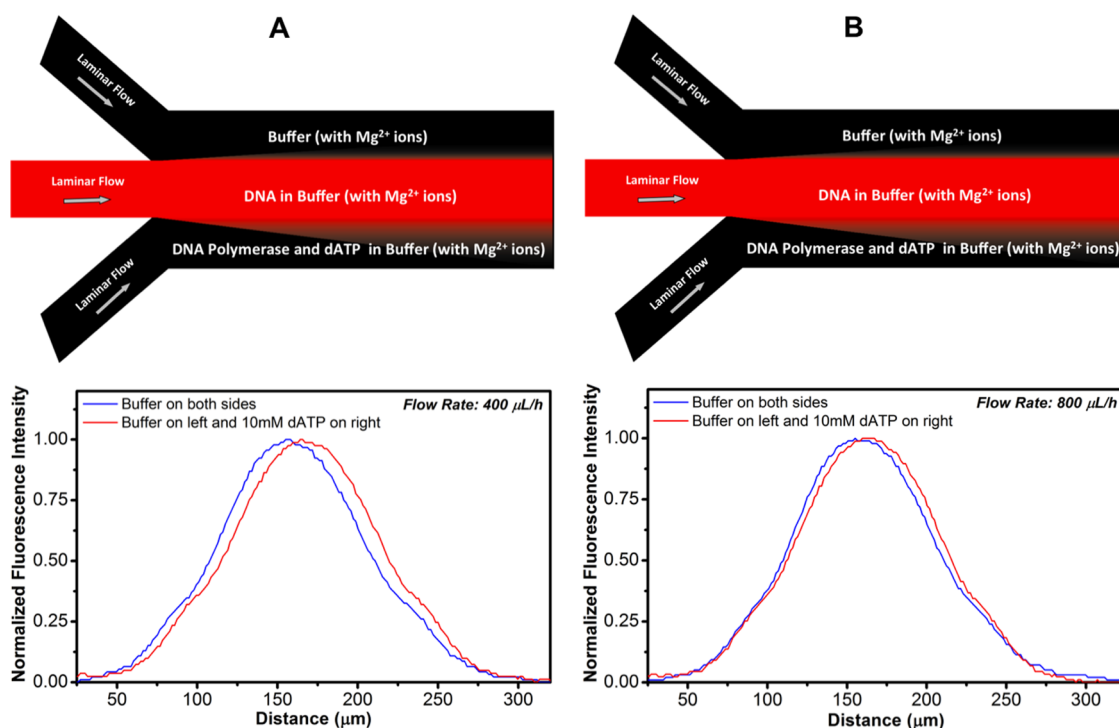 A
Laminar Flow
Buffer (with Mg²⁺ ions)
Laminar Flow
DNA in Buffer (with Mg²⁺ ions)
DNA Polymerase and dATP in Buffer (with Mg²⁺ ions)
Laminar Flow
Normalized Fluorescence Intensity
Buffer on both sides
Flow Rate: 400 μL/h
Buffer on left and 10mM dATP on right
1.00
0.75
0.50
0.25
0.00
50 100 150 200 250 300
Distance (μm)
B
Laminar Flow
Buffer (with Mg²⁺ ions)
Laminar Flow
DNA in Buffer (with Mg²⁺ ions)
DNA Polymerase and dATP in Buffer (with Mg²⁺ ions)
Laminar Flow
Normalized Fluorescence Intensity
Buffer on both sides
Flow Rate: 800 μL/h
Buffer on left and 10mM dATP on right
1.00
0.75
0.50
0.25
0.00
50 100 150 200 250 300
Distance (μm)